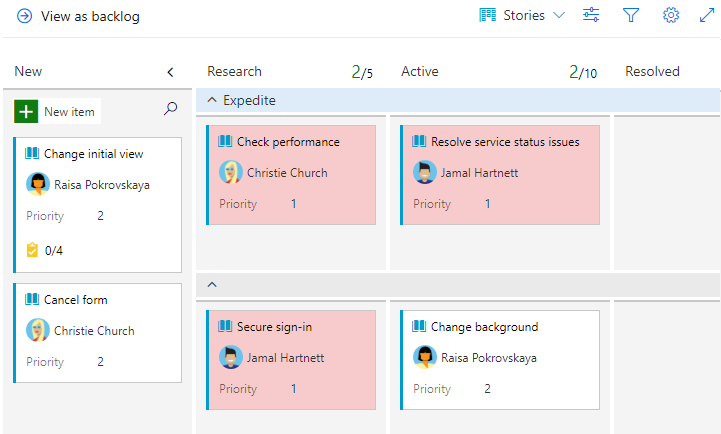 View as backlog
Stories
New
Research 2/5
Active 2/10
Resolved
New item
Change initial view
Raisa Pokrovskaya
Priority 2
0/4
Cancel form
Christie Church
Priority 2
Expedite
Check performance
Christie Church
Priority 1
Resolve service status issues
Jamal Hartnett
Priority 1
Secure sign-in
Jamal Hartnett
Priority 1
Change background
Raisa Pokrovskaya
Priority 2